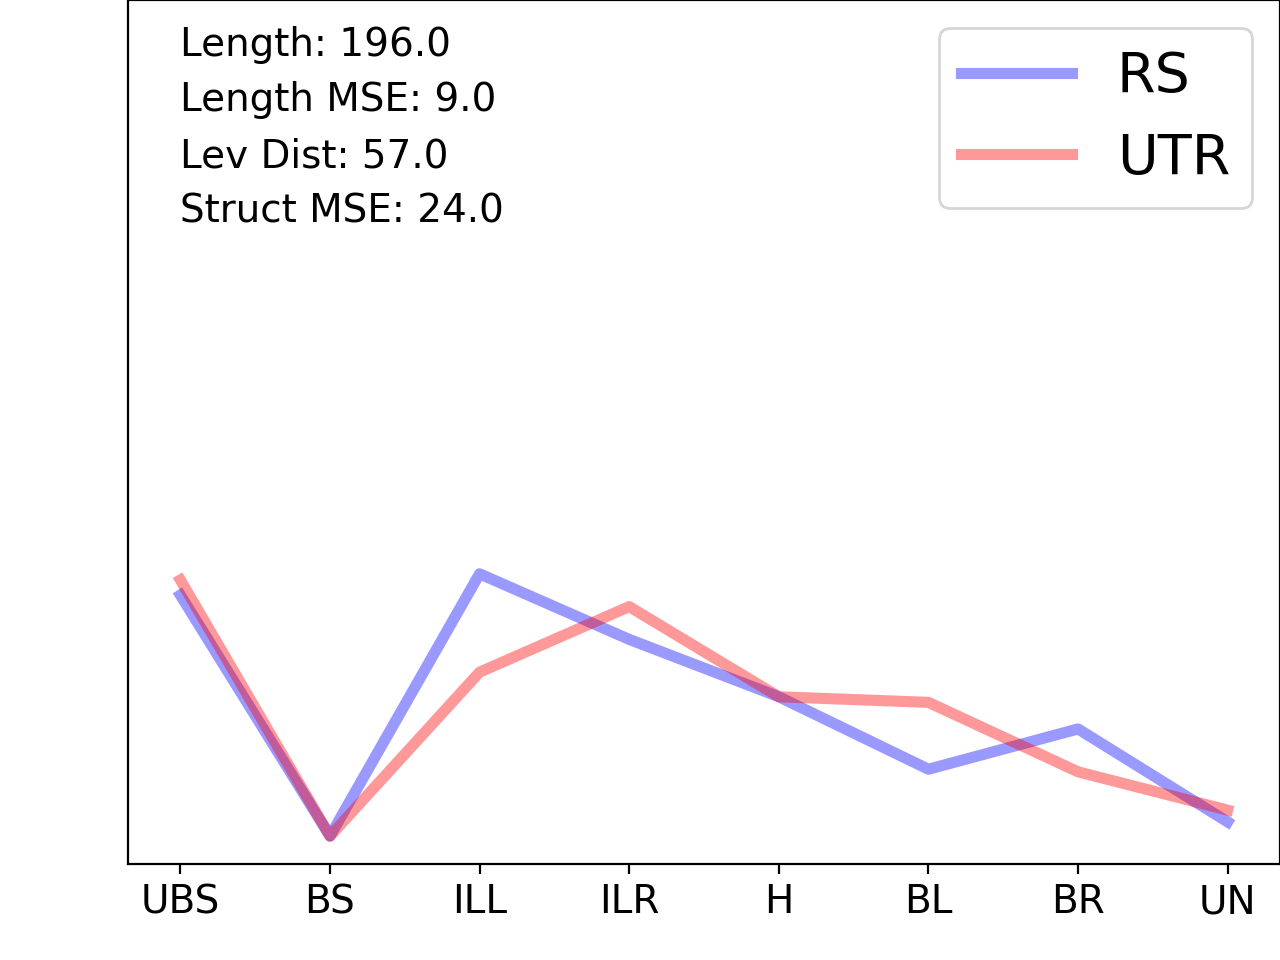 Length: 196.0
Length MSE: 9.0
Lev Dist: 57.0
Struct MSE: 24.0
RS
UTR
UBS BS ILL ILR H BL BR UN